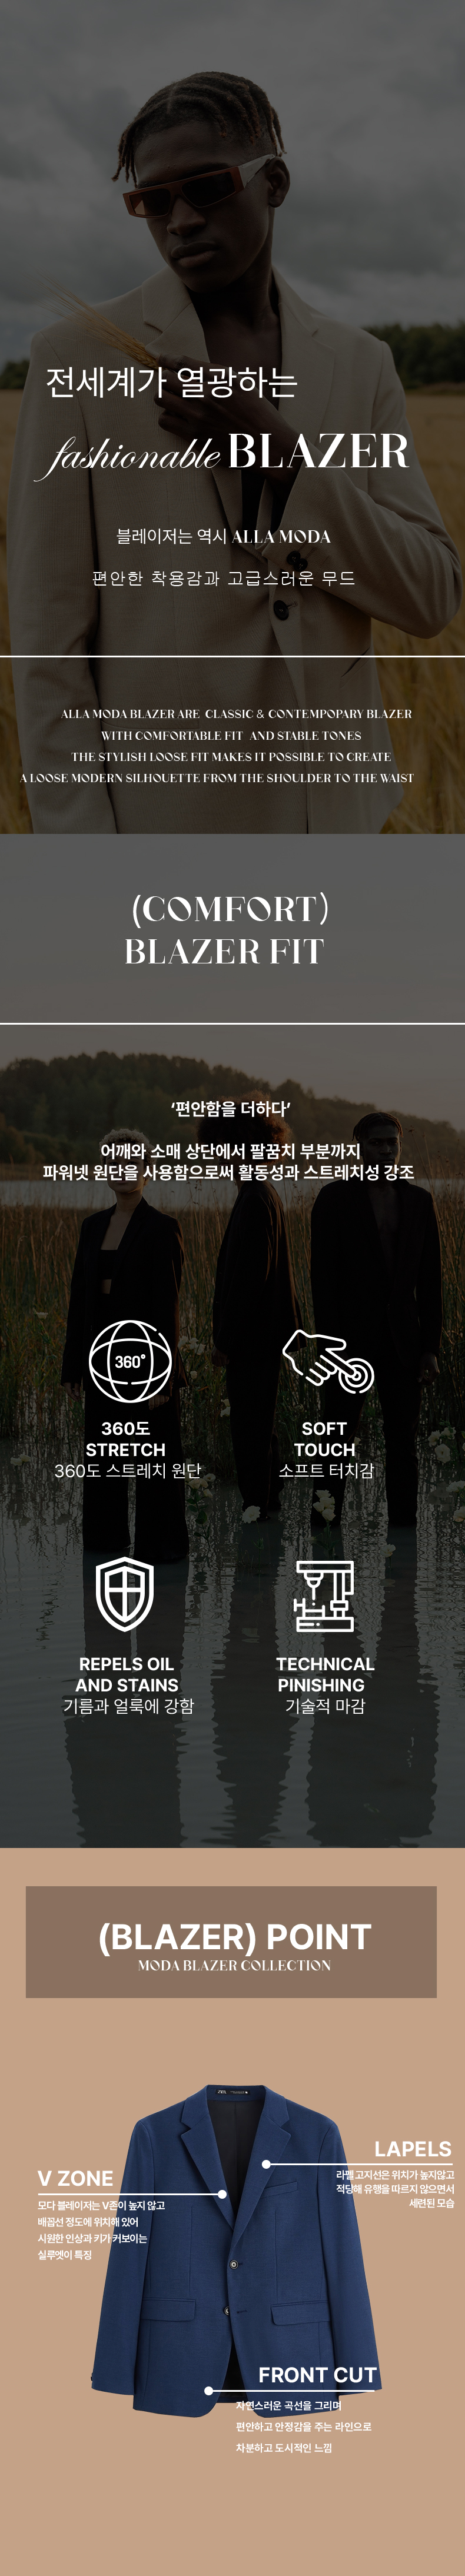 전세계가 열광하는
fashionable BLAZER
블레이저는 역시 ALLA MODA
편안한 착용감과 고급스러운 무드
ALLA MODA BLAZER ARE CLASSIC & CONTEMPOPARY BLAZER
WITH COMFORTABLE FIT AND STABLE TONES
THE STYLISH LOOSE FIT MAKES IT POSSIBLE TO CREATE
A LOOSE MODERN SILHOUETTE FROM THE SHOULDER TO THE WAIST
(COMFORT)
BLAZER FIT
‘편안함을 더하다’
어깨와 소매 상단에서 팔꿈치 부분까지
파워넷 원단을 사용함으로써 활동성과 스트레치성 강조
360°
360도
STRETCH
360도 스트레치 원단
SOFT
TOUCH
소프트 터치감
REPELS OIL
AND STAINS
기름과 얼룩에 강함
TECHNICAL
PINISHING
기술적 마감
(BLAZER) POINT
MODA BLAZER COLLECTION
LAPELS
라펠 고지선은 위치가 높지않고
적당해 유행을 따르지 않으면서
세련된 모습
V ZONE
모다 블레이저는 V존이 높지 않고
배꼽선 정도에 위치해 있어
시원한 인상과 키가 커보이는
실루엣이 특징
FRONT CUT
자연스러운 곡선을 그리며
편안하고 안정감을 주는 라인으로
차분하고 도시적인 느낌